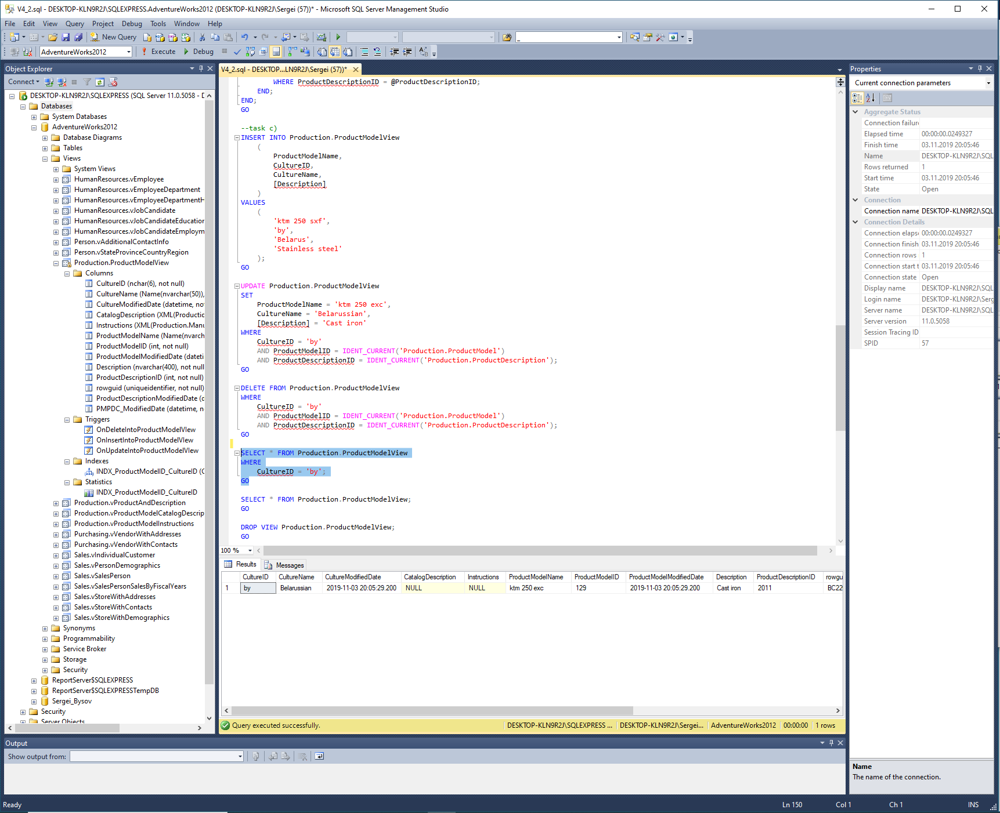 V4_2.sql - DESKTOP-KLN9R2J\SQLEXPRESS.AdventureWorks2012 (DESKTOP-KLN9R2J\Sergei (57))* - Microsoft SQL Server Management Studio
File Edit View Query Project Debug Tools Window Help
New Query
AdventureWorks2012 Execute Debug
Object Explorer
Connect
DESKTOP-KLN9R2J\SQLEXPRESS (SQL Server 11.0.5058 - D
Databases
System Databases
AdventureWorks2012
Database Diagrams
Tables
Views
System Views
HumanResources.vEmployee
HumanResources.vEmployeeDepartment
HumanResources.vEmployeeDepartmentH
HumanResources.vJobCandidate
HumanResources.vJobCandidateEducation
HumanResources.vJobCandidateEmploym
Person.vAdditionalContactInfo
Person.vStateProvinceCountryRegion
Production.ProductModelView
Columns
CultureID (nchar(6), not null)
CultureName (Name(nvarchar(50)),
CultureModifiedDate (datetime, no
CatalogDescription (XML(Productic
Instructions (XML(Production.Manu
ProductModelName (Name(nvarch
ProductModelID (int, not null)
ProductModelModifiedDate (dateti
Description (nvarchar(400), not null
ProductDescriptionID (int, not null)
rowguid (uniqueidentifier, not null)
ProductDescriptionModifiedDate (d
PMPDC_ModifiedDate (datetime, n
Triggers
OnDeleteIntoProductModelVIew
OnInsertIntoProductModelVIew
OnUpdateIntoProductModelVIew
Indexes
INDX_ProductModelID_CultureID (C
Statistics
INDX_ProductModelID_CultureID
Production.vProductAndDescription
Production.vProductModelCatalogDescrip
Production.vProductModelInstructions
Purchasing.vVendorWithAddresses
Purchasing.vVendorWithContacts
Sales.vIndividualCustomer
Sales.vPersonDemographics
Sales.vSalesPerson
Sales.vSalesPersonSalesByFiscalYears
Sales.vStoreWithAddresses
Sales.vStoreWithContacts
Sales.vStoreWithDemographics
Synonyms
Programmability
Service Broker
Storage
Security
ReportServer$SQLEXPRESS
ReportServer$SQLEXPRESSTempDB
Sergei_Bysov
Security
Server Objects
V4_2.sql - DESKTOP...LN9R2J\Sergei (57))*
WHERE ProductDescriptionID = @ProductDescriptionID;
END;
END;
GO
--task c)
INSERT INTO Production.ProductModelView
(
ProductModelName,
CultureID,
CultureName,
[Description]
)
VALUES
(
'ktm 250 sxf',
'by',
'Belarus',
'Stainless steel'
);
GO
UPDATE Production.ProductModelView
SET
ProductModelName = 'ktm 250 exc',
CultureName = 'Belarussian',
[Description] = 'Cast iron'
WHERE
CultureID = 'by'
AND ProductModelID = IDENT_CURRENT('Production.ProductModel')
AND ProductDescriptionID = IDENT_CURRENT('Production.ProductDescription');
GO
DELETE FROM Production.ProductModelView
WHERE
CultureID = 'by'
AND ProductModelID = IDENT_CURRENT('Production.ProductModel')
AND ProductDescriptionID = IDENT_CURRENT('Production.ProductDescription');
GO
SELECT * FROM Production.ProductModelView
WHERE
CultureID = 'by';
GO
SELECT * FROM Production.ProductModelView;
GO
DROP VIEW Production.ProductModelView;
GO
100 %
Results Messages
CultureID CultureName CultureModifiedDate CatalogDescription Instructions ProductModelName ProductModelID ProductModelModifiedDate Description ProductDescriptionID rowgu
1 by Belarussian 2019-11-03 20:05:29.200 NULL NULL ktm 250 exc 129 2019-11-03 20:05:29.200 Cast iron 2011 BC22
Query executed successfully. DESKTOP-KLN9R2J\SQLEXPRESS ... DESKTOP-KLN9R2J\Sergei... AdventureWorks2012 00:00:00 1 rows
Properties
Current connection parameters
Aggregate Status
Connection failure
Elapsed time 00:00:00.0249327
Finish time 03.11.2019 20:05:46
Name DESKTOP-KLN9R2J\SQL
Rows returned 1
Start time 03.11.2019 20:05:46
State Open
Connection
Connection name DESKTOP-KLN9R2J\SQL
Connection Details
Connection elaps 00:00:00.0249327
Connection finish 03.11.2019 20:05:46
Connection rows 1
Connection start t 03.11.2019 20:05:46
Connection state Open
Display name DESKTOP-KLN9R2J\SQL
Login name DESKTOP-KLN9R2J\Serg
Server name DESKTOP-KLN9R2J\SQL
Server version 11.0.5058
Session Tracing ID
SPID 57
Name
The name of the connection.
Output
Show output from:
Ready Ln 150 Col 1 Ch 1 INS